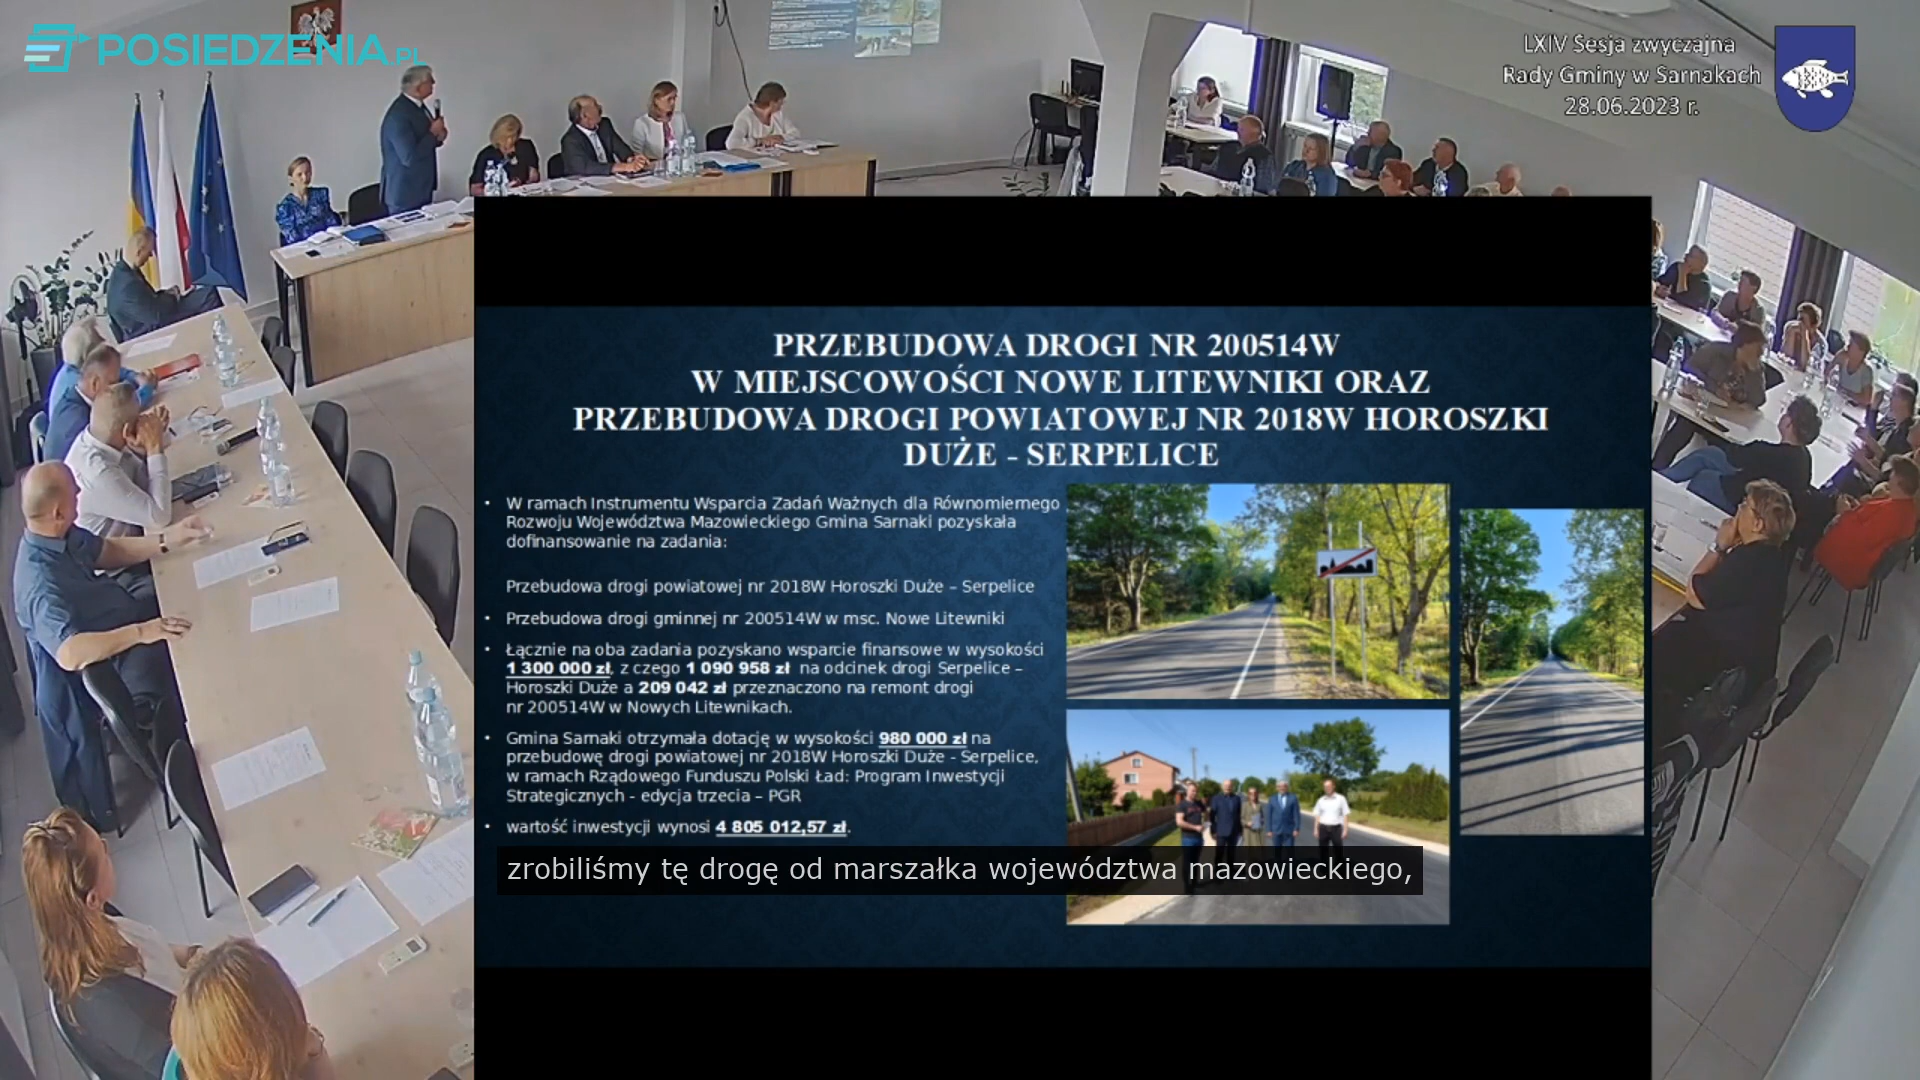 POSIEDZENIA.PL
LXIV Sesja zwyczajna
Rady Gminy w Sarnakach
28.06.2023 r.
PRZEBUDOWA DROGI NR 200514W
W MIEJSCOWOŚCI NOWE LITEWNIKI ORAZ
PRZEBUDOWA DROGI POWIATOWEJ NR 2018W HOROSZKI
DUŻE - SERPELICE
• W ramach Instrumentu Wsparcia Zadań Ważnych dla Równomiernego
Rozwoju Województwa Mazowieckiego Gmina Sarnaki pozyskała
dofinansowanie na zadania:
Przebudowa drogi powiatowej nr 2018W Horoszki Duże – Serpelice
• Przebudowa drogi gminnej nr 200514W w msc. Nowe Litewniki
• Łącznie na oba zadania pozyskano wsparcie finansowe w wysokości
1 300 000 zł, z czego 1 090 958 zł na odcinek drogi Serpelice –
Horoszki Duże a 209 042 zł przeznaczono na remont drogi
nr 200514W w Nowych Litewnikach.
• Gmina Sarnaki otrzymała dotację w wysokości 980 000 zł na
przebudowę drogi powiatowej nr 2018W Horoszki Duże - Serpelice,
w ramach Rządowego Funduszu Polski Ład: Program Inwestycji
Strategicznych - edycja trzecia – PGR
• wartość inwestycji wynosi 4 805 012,57 zł.
zrobiliśmy tę drogę od marszałka województwa mazowieckiego,